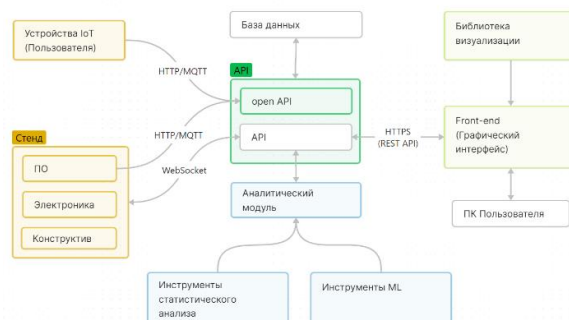 Устройства IoT
(Пользователя)
База данных
Библиотека
визуализации
HTTP/MQTT
API
open API
HTTP/MQTT
API
HTTPS
(REST API)
Front-end
(Графический
интерфейс)
Стенд
ПО
WebSocket
Электроника
Конструктив
Аналитический
модуль
ПК Пользователя
Инструменты
статистического
анализа
Инструменты ML